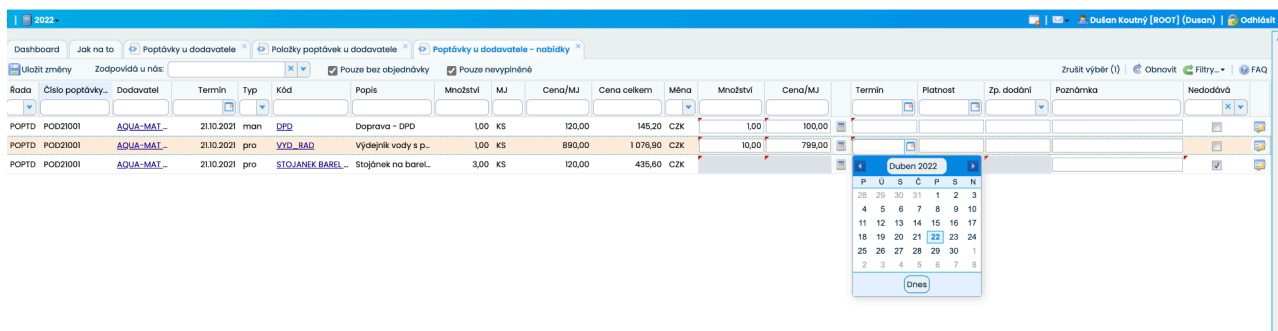 2022 Dušan Koutný [ROOT] (Dusan) Odhlásit
Dashboard Jak na to Poptávky u dodavatele Položky poptávek u dodavatele Poptávky u dodavatele - nabídky
Uložit změny Zodpovídá u nás: Pouze bez objednávky Pouze nevyplněné Zrušit výběr (1) Obnovit Filtry... FAQ
Řada Číslo poptávky... Dodavatel Termín Typ Kód Popis Množství MJ Cena/MJ Cena celkem Měna Množství Cena/MJ Termín Platnost Zp. dodání Poznámka Nedodává
POPTD POD21001 AQUA-MAT ... 21.10.2021 man DPD Doprava - DPD 1,00 KS 120,00 145,20 CZK 1,00 100,00
POPTD POD21001 AQUA-MAT ... 21.10.2021 pro VYD_RAD Výdejník vody s p... 1,00 KS 890,00 1 076,90 CZK 10,00 799,00
POPTD POD21001 AQUA-MAT ... 21.10.2021 pro STOJANEK BAREL ... Stojánek na barel... 3,00 KS 120,00 435,60 CZK
Duben 2022
P Ú S Č P S N
28 29 30 31 1 2 3
4 5 6 7 8 9 10
11 12 13 14 15 16 17
18 19 20 21 22 23 24
25 26 27 28 29 30 1
2 3 4 5 6 7 8
Dnes